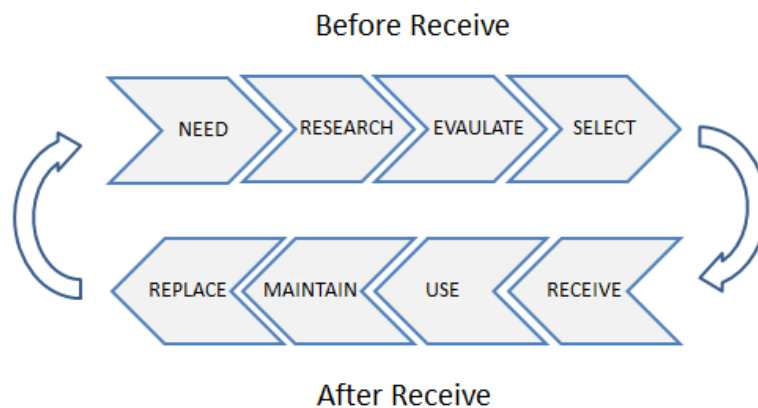 Before Receive
NEED RESEARCH EVAULATE SELECT
REPLACE MAINTAIN USE RECEIVE
After Receive